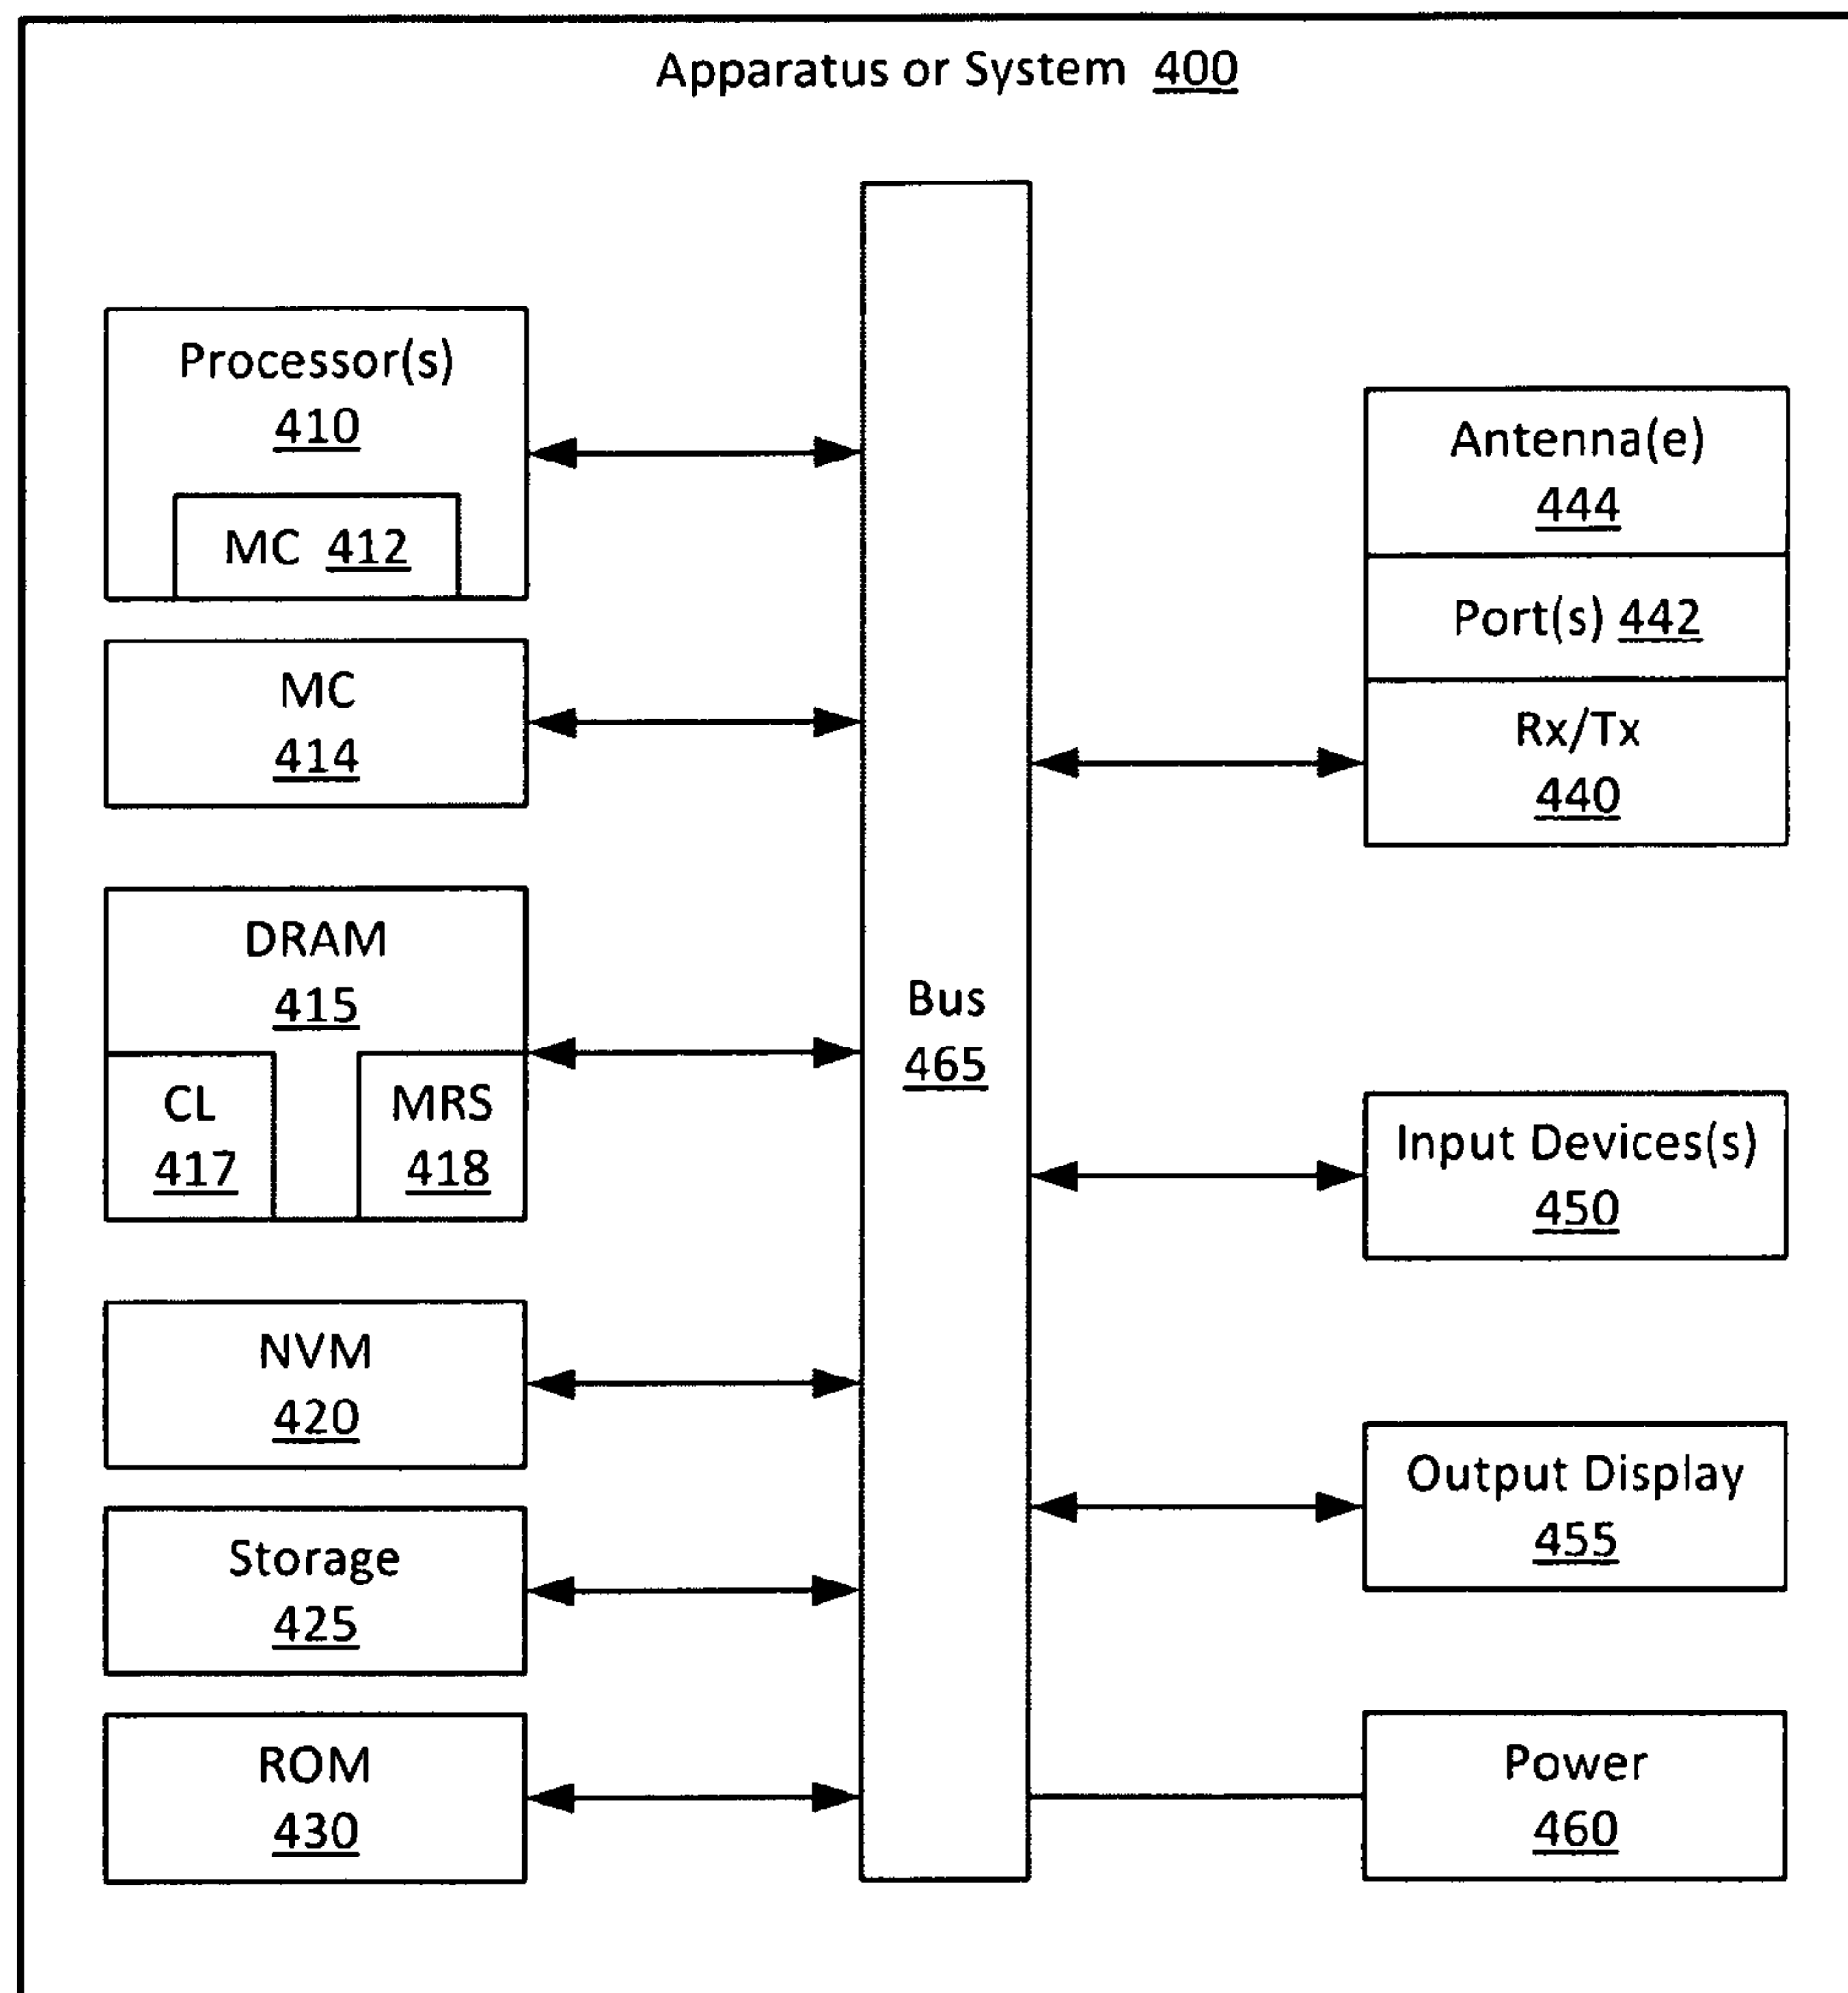 Apparatus or System 400
Processor(s)
410
MC 412
MC
414
DRAM
415
CL
417
MRS
418
NVM
420
Storage
425
ROM
430
Bus
465
Antenna(e)
444
Port(s) 442
Rx/Tx
440
Input Devices(s)
450
Output Display
455
Power
460